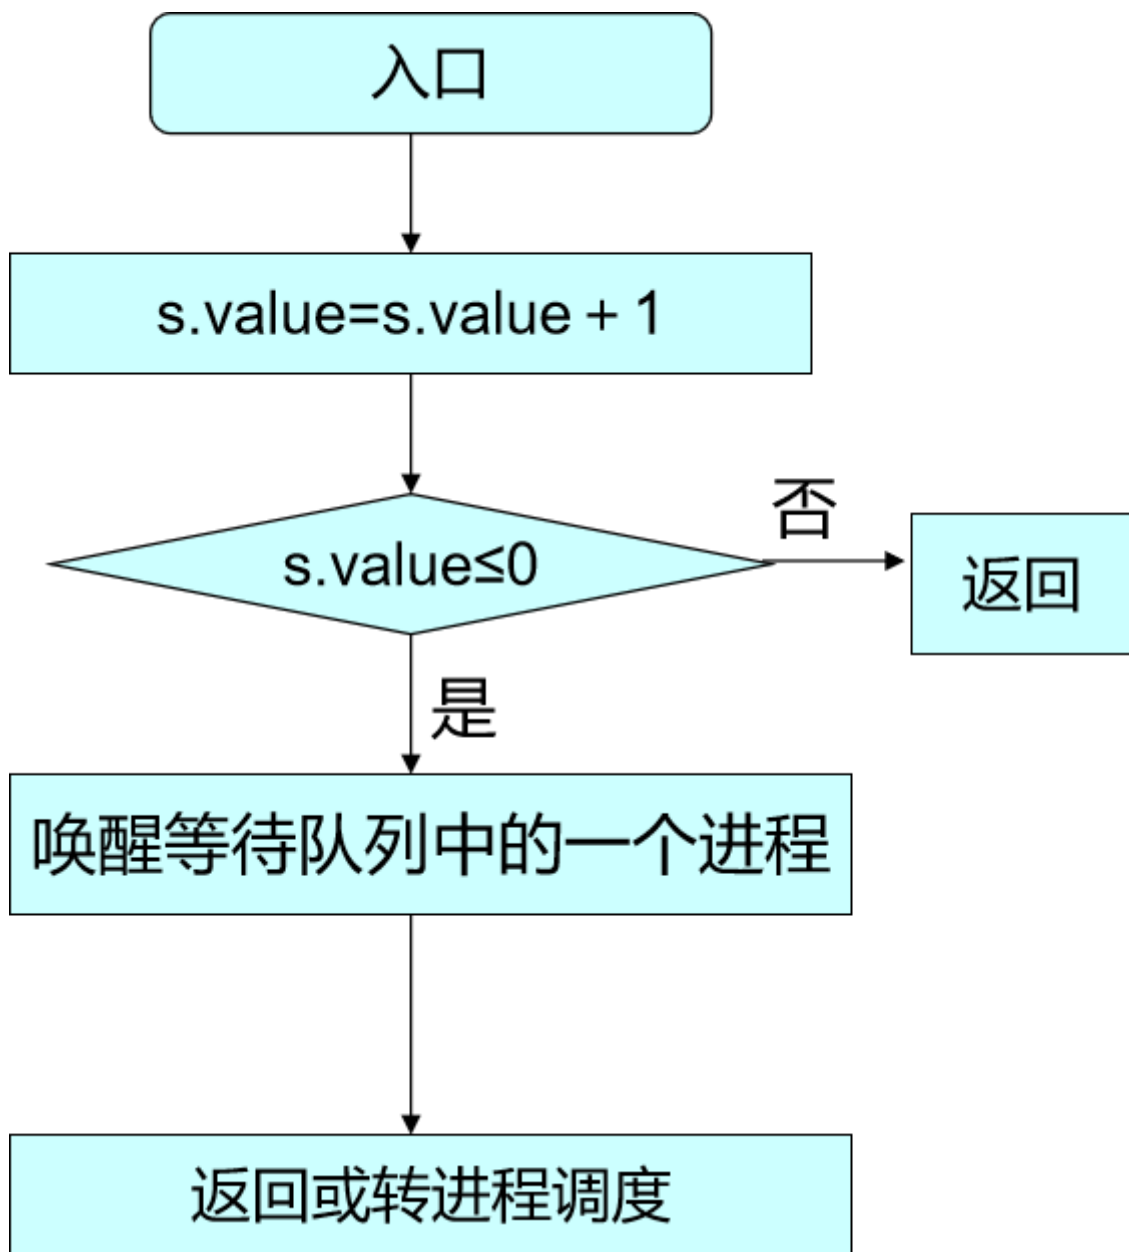 入口
s.value=s.value+1
s.value≤0
否
返回
是
唤醒等待队列中的一个进程
返回或转进程调度